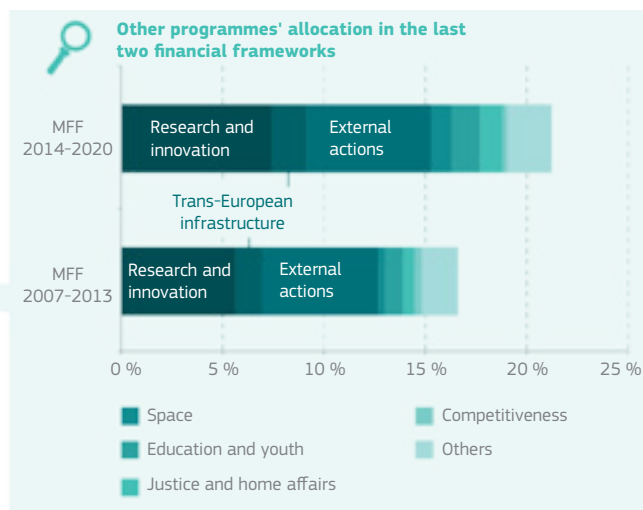 Other programmes' allocation in the last
two financial frameworks
MFF
2014-2020
Research and
innovation
External
actions
Trans-European
infrastructure
MFF
2007-2013
Research and
innovation
External
actions
0 %
5 %
10 %
15 %
20 %
25 %
Space
Competitiveness
Education and youth
Others
Justice and home affairs